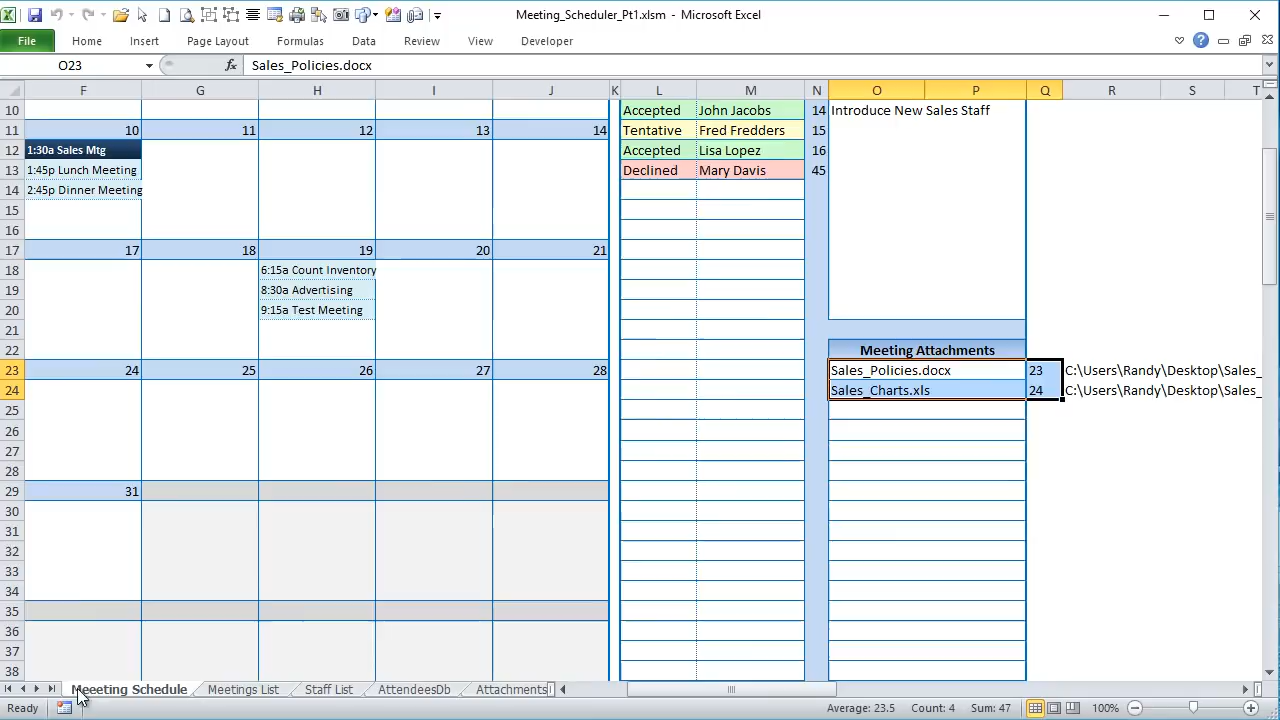 Meeting_Scheduler_Pt1.xlsm - Microsoft Excel
File Home Insert Page Layout Formulas Data Review View Developer
O23 fx Sales_Policies.docx
F G H I J K L M N O P Q R S T
10 Accepted John Jacobs 14 Introduce New Sales Staff
11 10 11 12 13 14 Tentative Fred Fredders 15
12 1:30a Sales Mtg Accepted Lisa Lopez 16
13 1:45p Lunch Meeting Declined Mary Davis 45
14 2:45p Dinner Meeting
15
16
17 17 18 19 20 21
18 6:15a Count Inventory
19 8:30a Advertising
20 9:15a Test Meeting
21
22 Meeting Attachments
23 24 25 26 27 28 Sales_Policies.docx 23 C:\Users\Randy\Desktop\Sales_
24 Sales_Charts.xls 24 C:\Users\Randy\Desktop\Sales_
25
26
27
28
29 31
30
31
32
33
34
35
36
37
38
Meeeting Schedule Meetings List Staff List AttendeesDb Attachments
Ready Average: 23.5 Count: 4 Sum: 47 100%